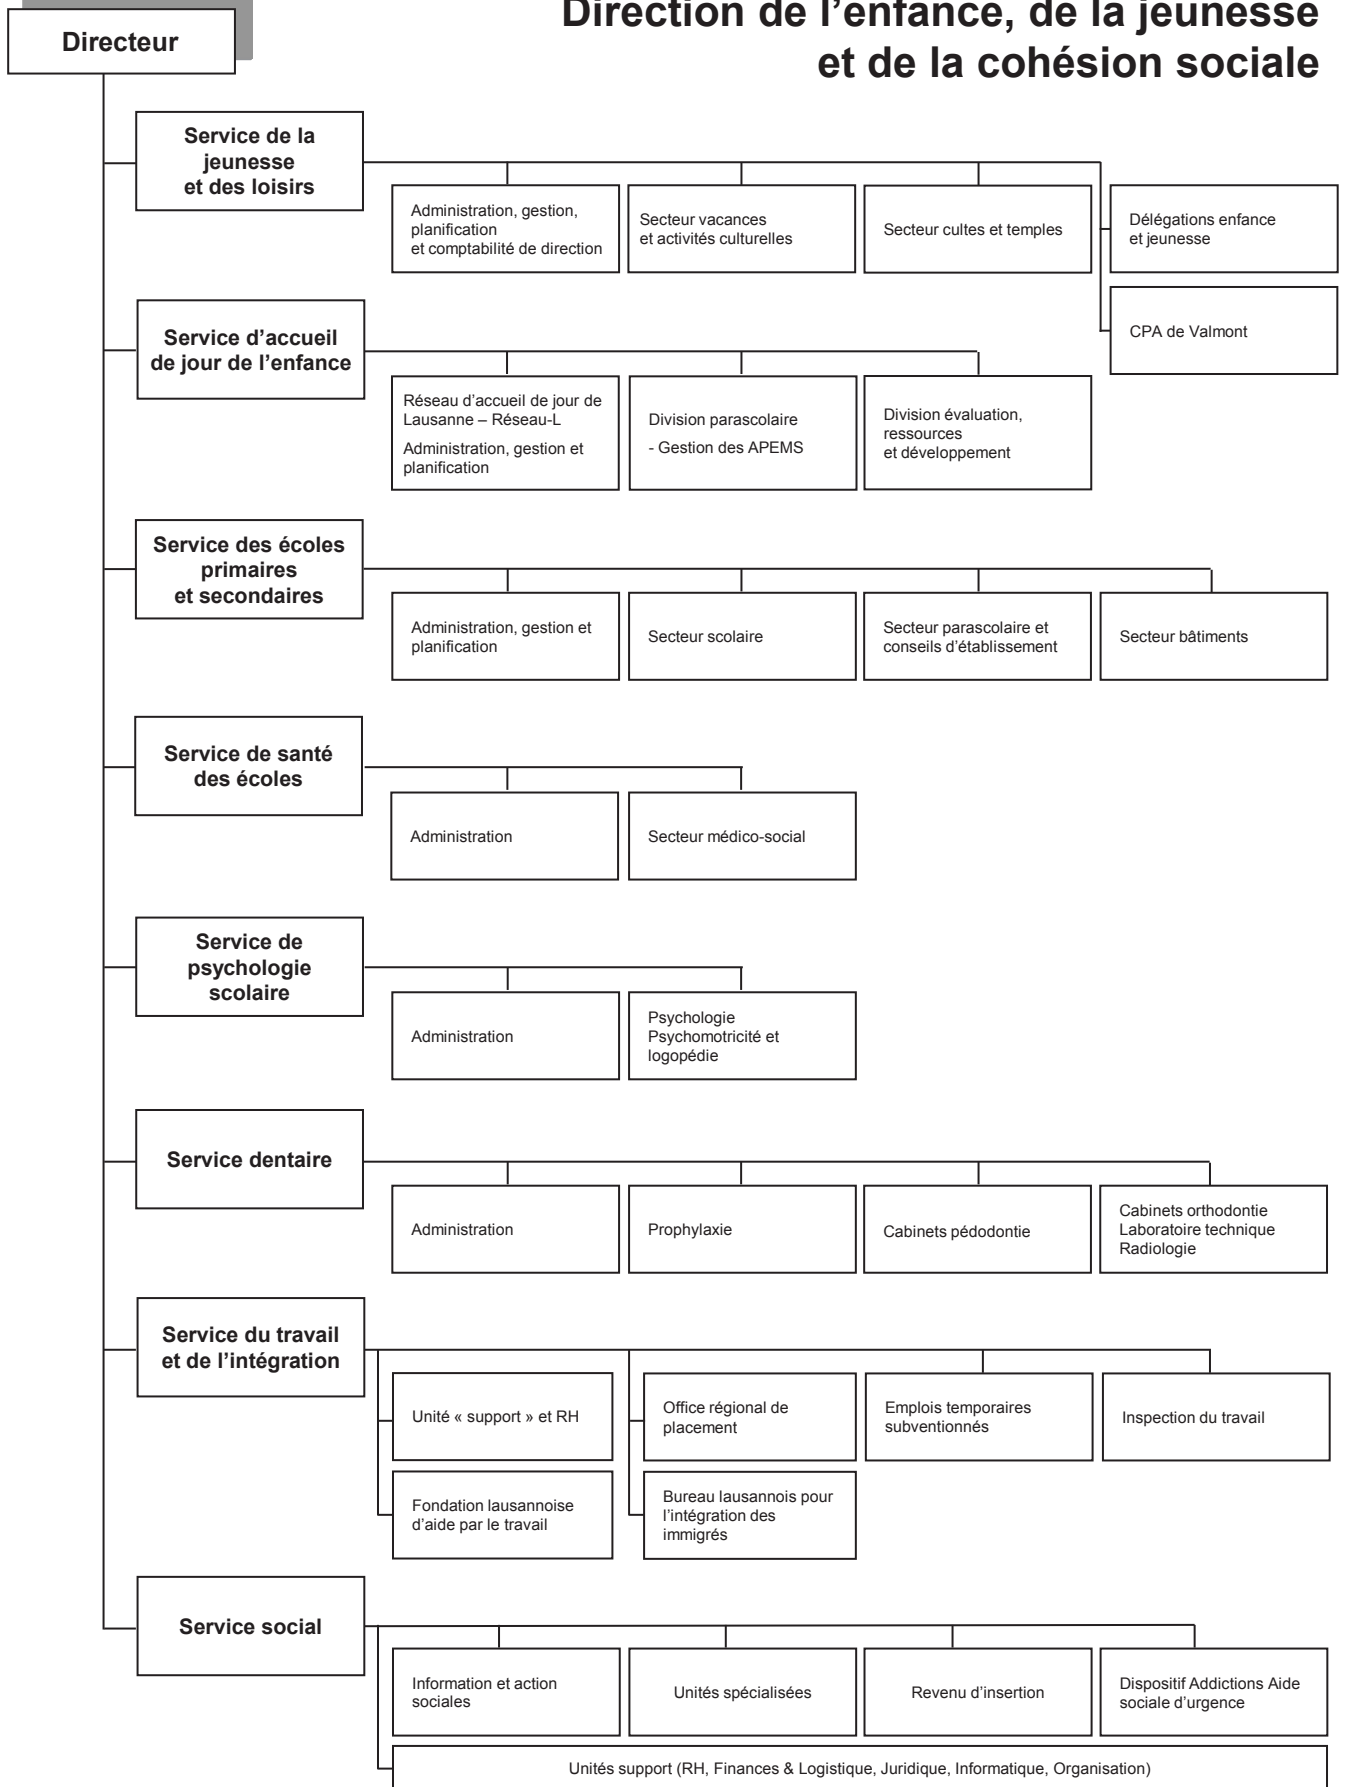 Direction de l’enfance, de la jeunesse
et de la cohésion sociale
Directeur
Service de la
jeunesse
et des loisirs
Administration, gestion,
planification
et comptabilité de direction
Secteur vacances
et activités culturelles
Secteur cultes et temples
Délégations enfance
et jeunesse
CPA de Valmont
Service d’accueil
de jour de l’enfance
Réseau d’accueil de jour de
Lausanne – Réseau-L
Administration, gestion et
planification
Division parascolaire
- Gestion des APEMS
Division évaluation,
ressources
et développement
Service des écoles
primaires
et secondaires
Administration, gestion et
planification
Secteur scolaire
Secteur parascolaire et
conseils d’établissement
Secteur bâtiments
Service de santé
des écoles
Administration
Secteur médico-social
Service de
psychologie
scolaire
Administration
Psychologie
Psychomotricité et
logopédie
Service dentaire
Administration
Prophylaxie
Cabinets pédodontie
Cabinets orthodontie
Laboratoire technique
Radiologie
Service du travail
et de l’intégration
Unité « support » et RH
Office régional de
placement
Emplois temporaires
subventionnés
Inspection du travail
Fondation lausannoise
d’aide par le travail
Bureau lausannois pour
l’intégration des
immigrés
Service social
Information et action
sociales
Unités spécialisées
Revenu d’insertion
Dispositif Addictions Aide
sociale d’urgence
Unités support (RH, Finances & Logistique, Juridique, Informatique, Organisation)